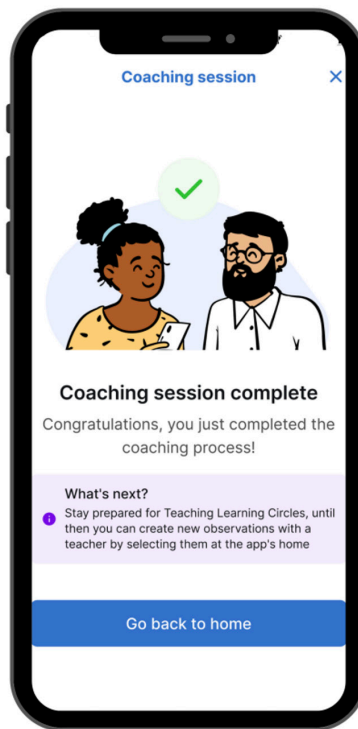 Coaching session
Coaching session complete
Congratulations, you just completed the
coaching process!
What's next?
Stay prepared for Teaching Learning Circles, until
then you can create new observations with a
teacher by selecting them at the app's home
Go back to home